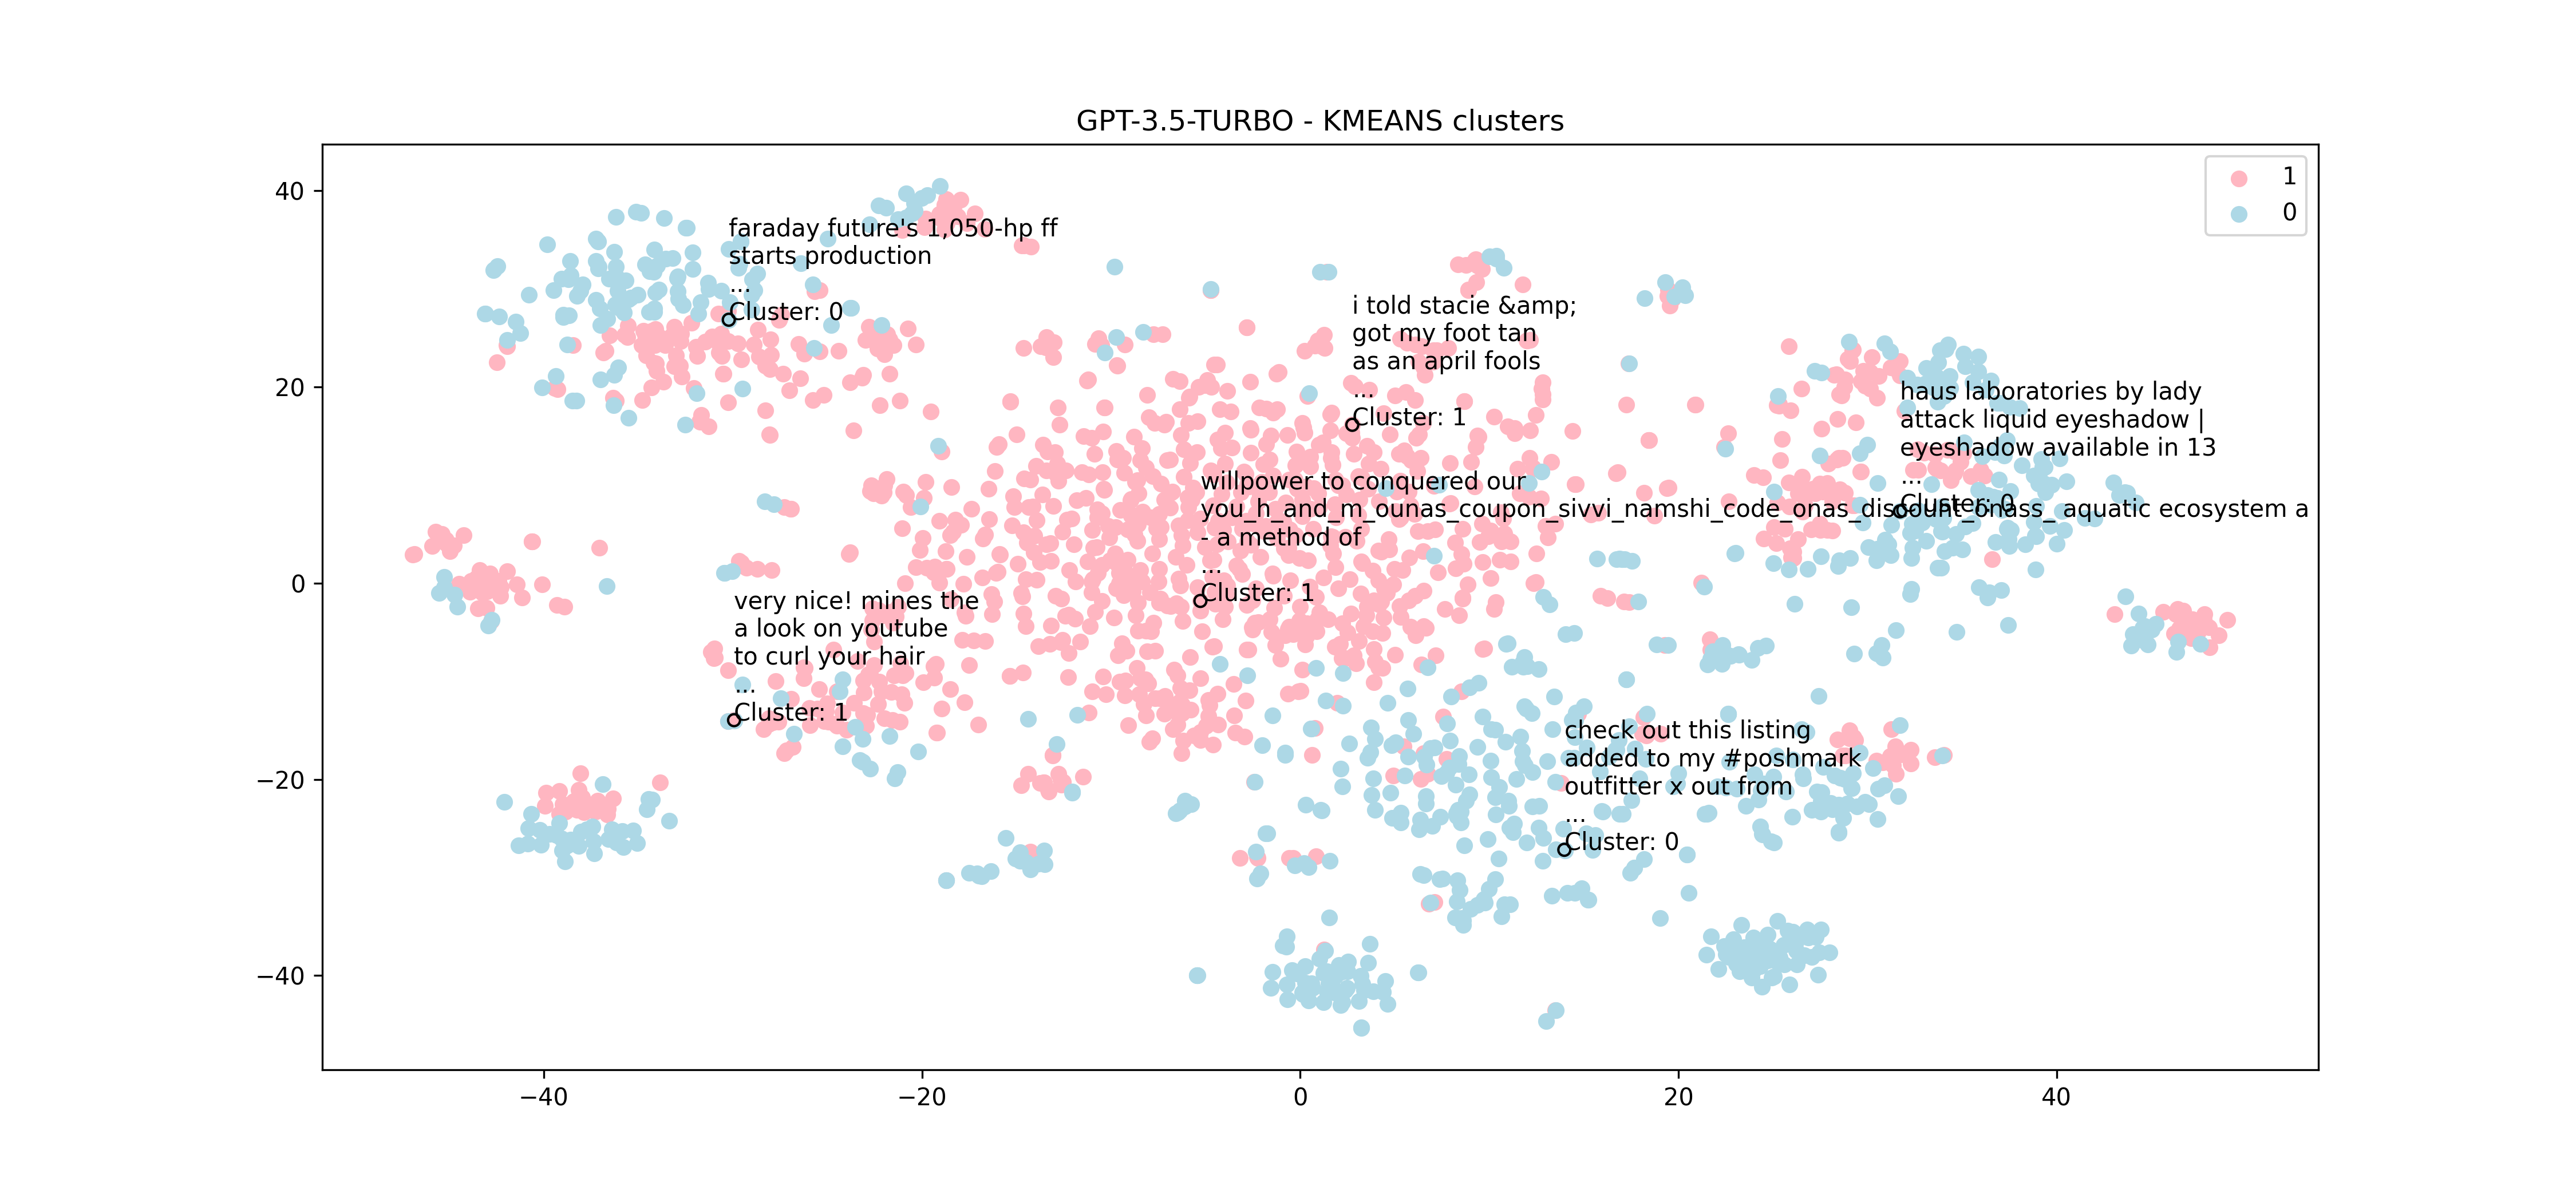 GPT-3.5-TURBO - KMEANS clusters
1
0
40
20
0
−20
−40
−40
−20
0
20
40
faraday future's 1,050-hp ff
starts production
...
Cluster: 0
i told stacie &amp;
got my foot tan
as an april fools
...
Cluster: 1
haus laboratories by lady
attack liquid eyeshadow |
eyeshadow available in 13
...
Cluster: 0
willpower to conquered our
you_h_and_m_ounas_coupon_sivvi_namshi_code_onas_discount_onass_ aquatic ecosystem a
- a method of
...
Cluster: 1
very nice! mines the
a look on youtube
to curl your hair
...
Cluster: 1
check out this listing
added to my #poshmark
outfitter x out from
...
Cluster: 0